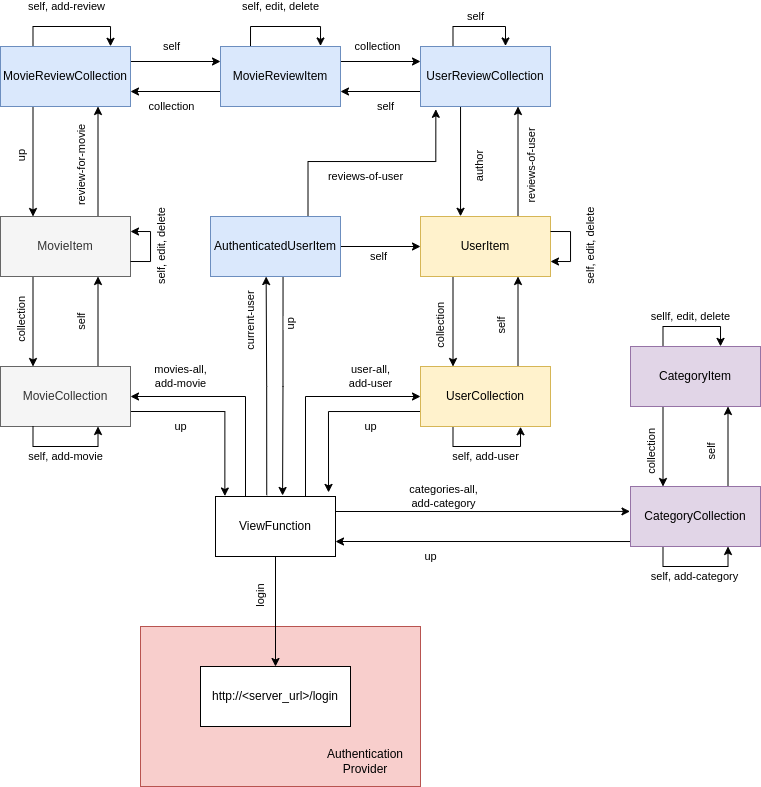 self, add-review
self, edit, delete
self
MovieReviewCollection
self
MovieReviewItem
collection
UserReviewCollection
collection
self
up
review-for-movie
reviews-of-user
author
reviews-of-user
MovieItem
self, edit, delete
AuthenticatedUserItem
self
UserItem
self, edit, delete
collection
self
current-user
up
collection
self
sellf, edit, delete
CategoryItem
MovieCollection
movies-all,
add-movie
up
self, add-movie
user-all,
add-user
up
UserCollection
self, add-user
collection
self
ViewFunction
categories-all,
add-category
up
CategoryCollection
self, add-category
login
http://<server_url>/login
Authentication
Provider